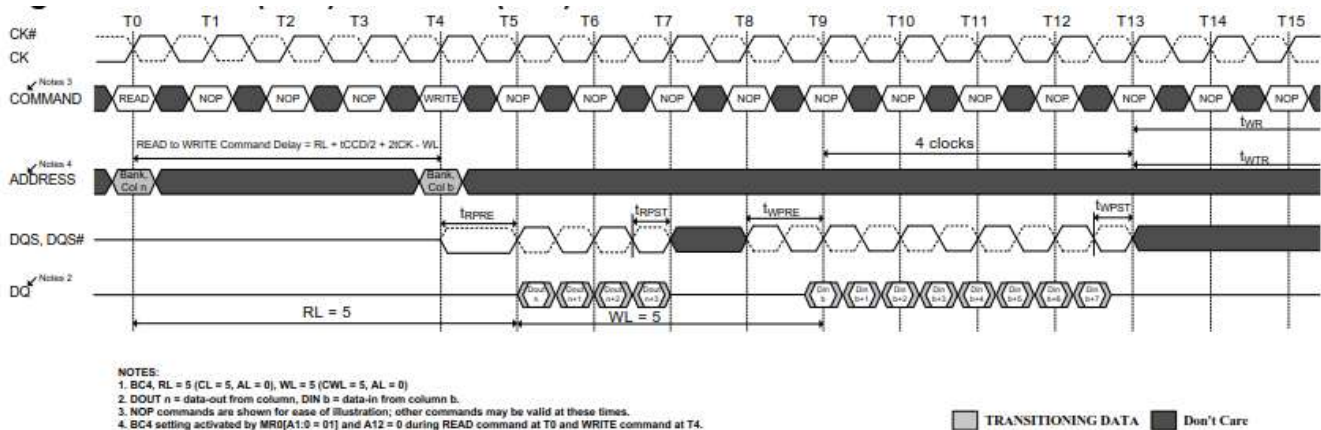 T0 T1 T2 T3 T4 T5 T6 T7 T8 T9 T10 T11 T12 T13 T14 T15
CK#
CK
Notes 3
COMMAND READ NOP NOP NOP WRITE NOP NOP NOP NOP NOP NOP NOP NOP NOP NOP NOP
tWR
READ to WRITE Command Delay = RL + tCCD/2 + 2tCK - WL
4 clocks
Notes 4
tWTR
ADDRESS Bank, Col n Bank, Col b
tRPRE tRPST tWPRE tWPST
DQS, DQS#
Notes 2
DQ Dout n Dout n+1 Dout n+2 Dout n+3 Din b Din b+1 Din b+2 Din b+3 Din b+4 Din b+5 Din b+6 Din b+7
RL = 5 WL = 5
NOTES:
1. BC4, RL = 5 (CL = 5, AL = 0), WL = 5 (CWL = 5, AL = 0)
2. DOUT n = data-out from column, DIN b = data-in from column b.
3. NOP commands are shown for ease of illustration; other commands may be valid at these times.
4. BC4 setting activated by MR0[A1:0 = 01] and A12 = 0 during READ command at T0 and WRITE command at T4.
TRANSITIONING DATA Don't Care